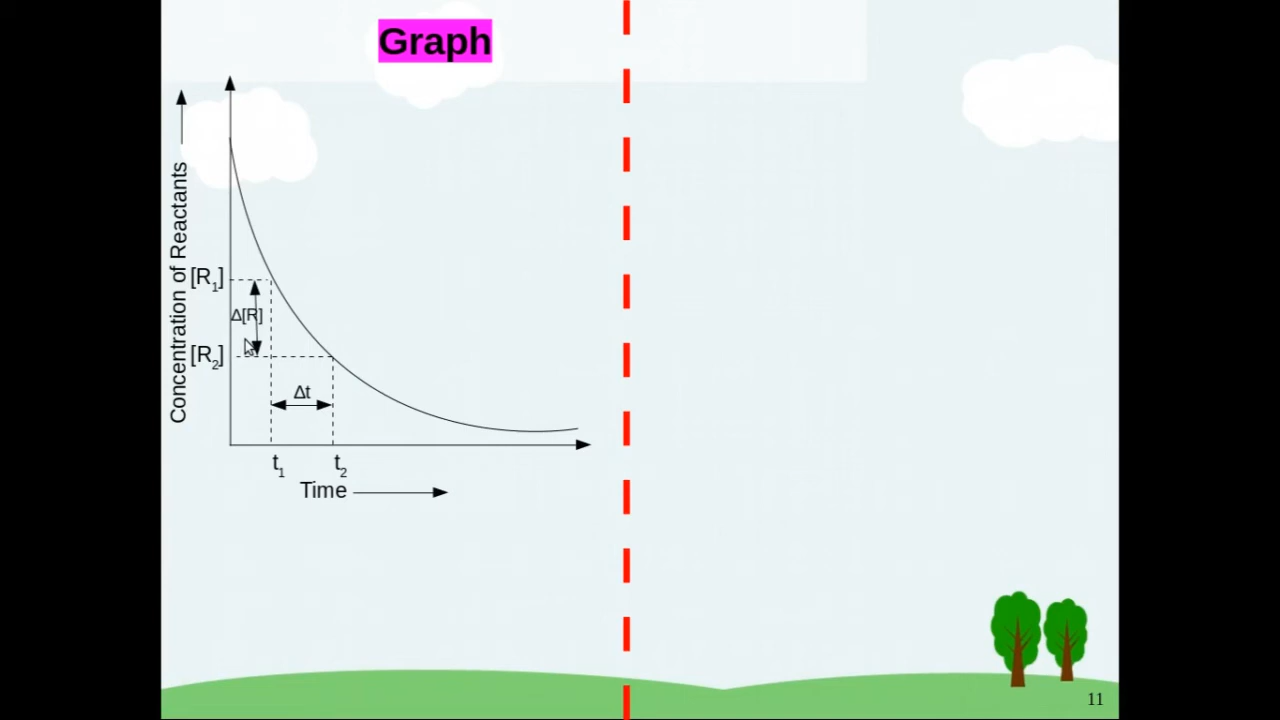 Graph
Concentration of Reactants
[R1]
Δ[R]
[R2]
Δt
t1 t2
Time
11